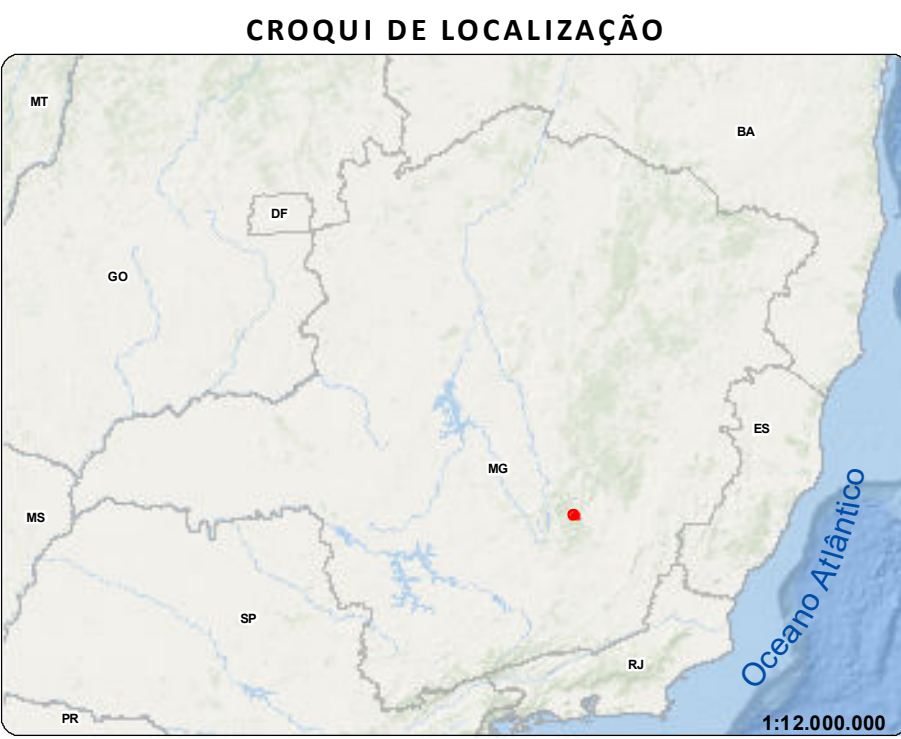 CROQUI DE LOCALIZAÇÃO
MT
BA
DF
GO
ES
MG
MS
Oceano Atlântico
SP
RJ
PR
1:12.000.000